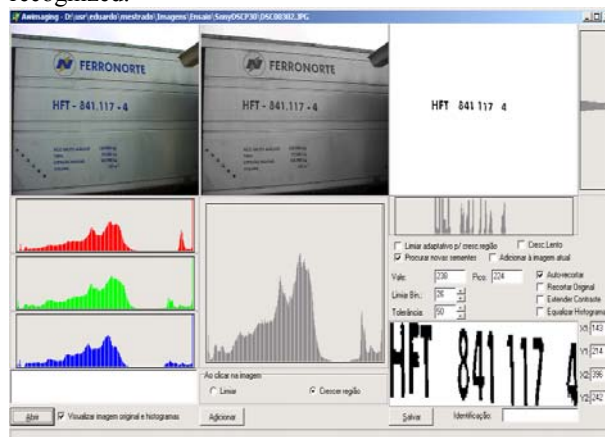 recognized.
Awimaging - D:\usr\eduardo\mestrado\Imagens\Ensaio\SonyDSCP30\DSC00302.JPG
FERRONORTE
HFT - 841.117 - 4
FERRONORTE
HFT - 841.117 - 4
HFT 841 117 4
Limiar adaptativo p/ cresc.região
Cresc.Lento
Procurar novas sementes
Adicionar à imagem atual
Vale: 238 Pico: 224
Auto-recortar
Recortar Original
Limiar Bin.: 26
Extender Contraste
Tolerância: 50
Equalizar Histograma
HFT 841 117 4
X1: 143
Y1: 214
X2: 396
Y2: 242
Ao clicar na imagem
Limiar
Crescer região
Abrir
Visualizar imagem original e histogramas
Adicionar
Salvar
Identificação: